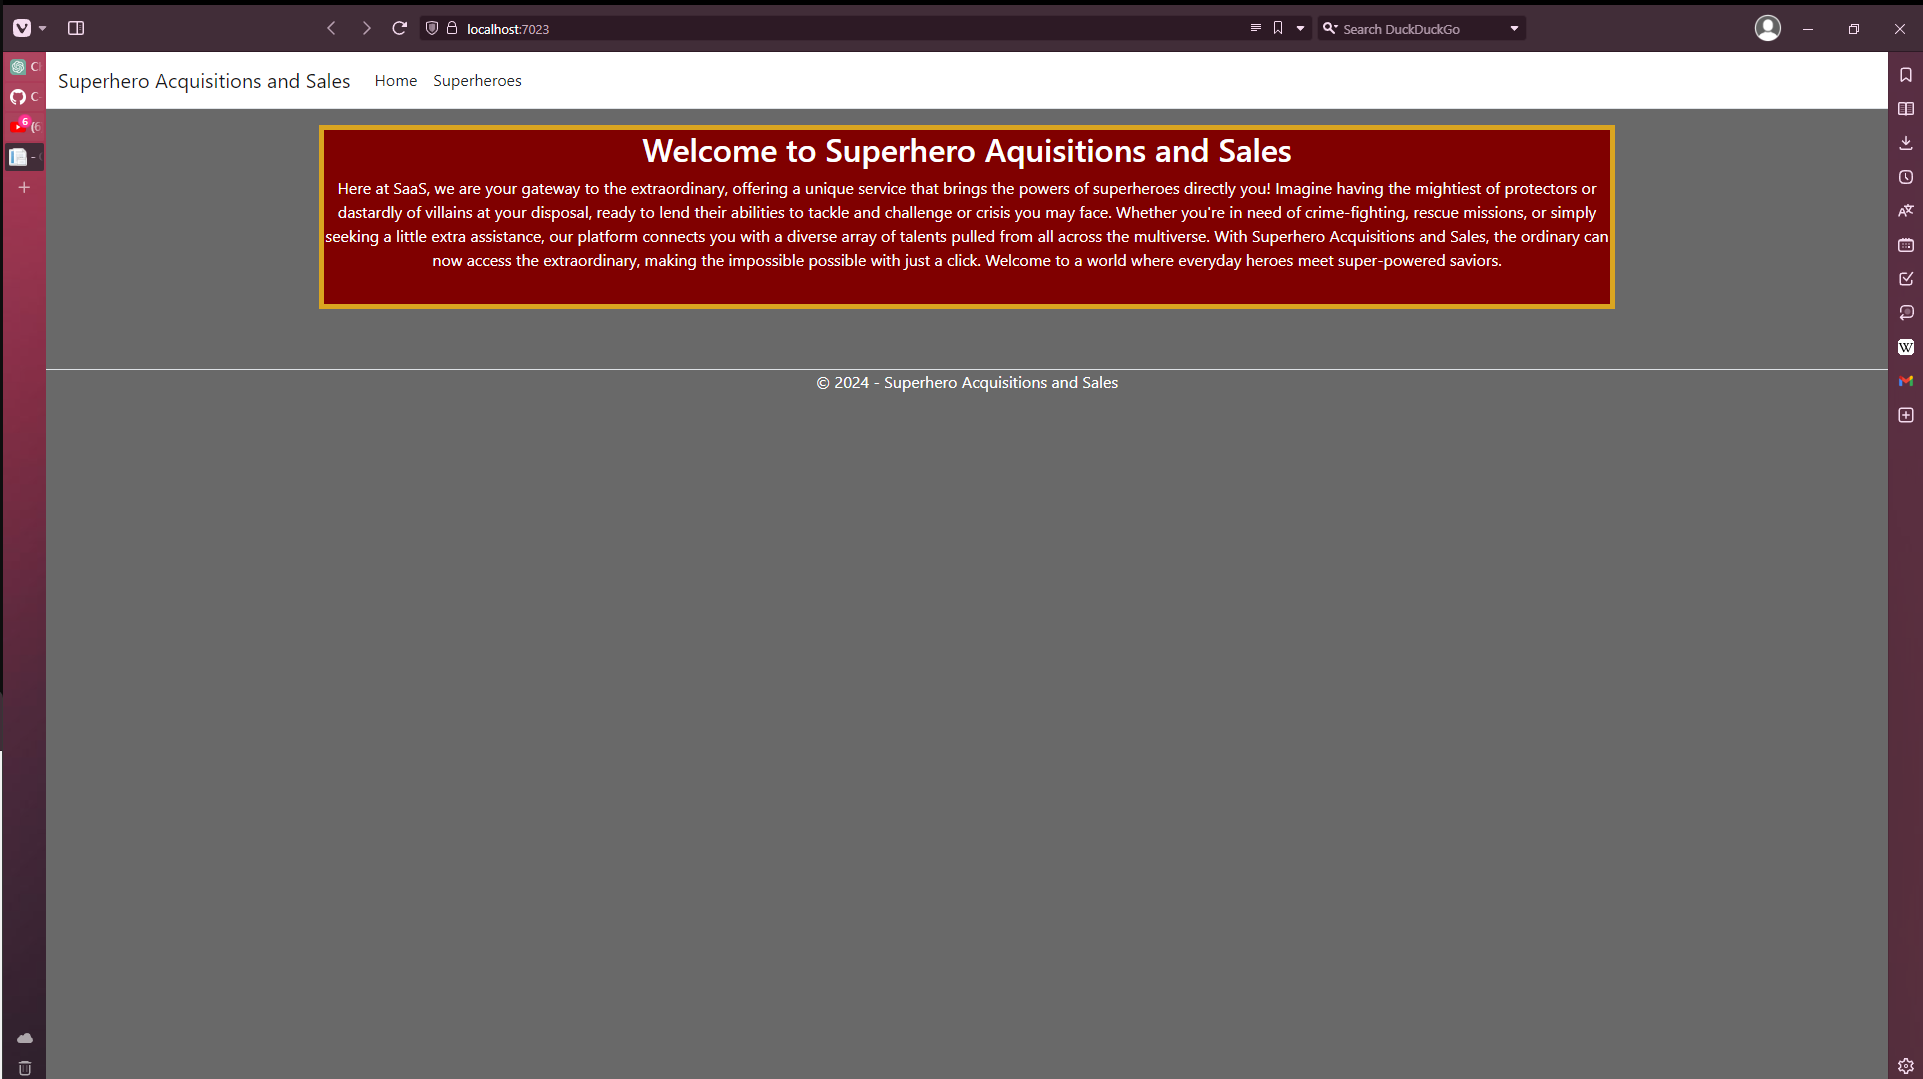 localhost:7023
Search DuckDuckGo
Superhero Acquisitions and Sales Home Superheroes
Welcome to Superhero Aquisitions and Sales
Here at SaaS, we are your gateway to the extraordinary, offering a unique service that brings the powers of superheroes directly you! Imagine having the mightiest of protectors or
dastardly of villains at your disposal, ready to lend their abilities to tackle and challenge or crisis you may face. Whether you're in need of crime-fighting, rescue missions, or simply
seeking a little extra assistance, our platform connects you with a diverse array of talents pulled from all across the multiverse. With Superhero Acquisitions and Sales, the ordinary can
now access the extraordinary, making the impossible possible with just a click. Welcome to a world where everyday heroes meet super-powered saviors.
© 2024 - Superhero Acquisitions and Sales